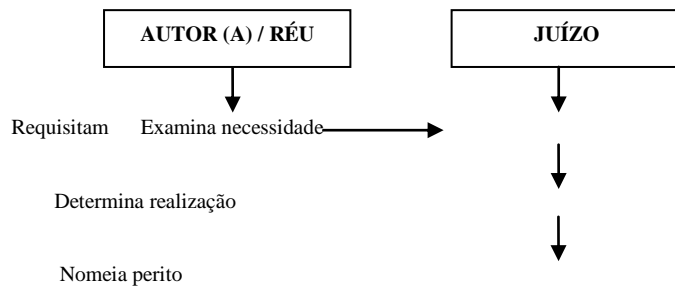 AUTOR (A) / RÉU
JUÍZO
Requisitam Examina necessidade
Determina realização
Nomeia perito